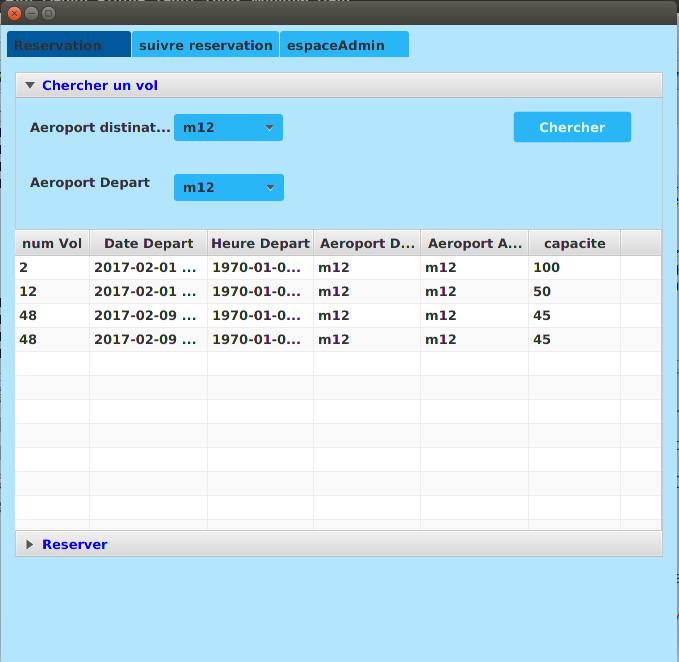 Reservation suivre reservation espaceAdmin
Chercher un vol
Aeroport distinat... m12 Chercher
Aeroport Depart m12
num Vol Date Depart Heure Depart Aeroport D... Aeroport A... capacite
2 2017-02-01 ... 1970-01-0... m12 m12 100
12 2017-02-01 ... 1970-01-0... m12 m12 50
48 2017-02-09 ... 1970-01-0... m12 m12 45
48 2017-02-09 ... 1970-01-0... m12 m12 45
Reserver